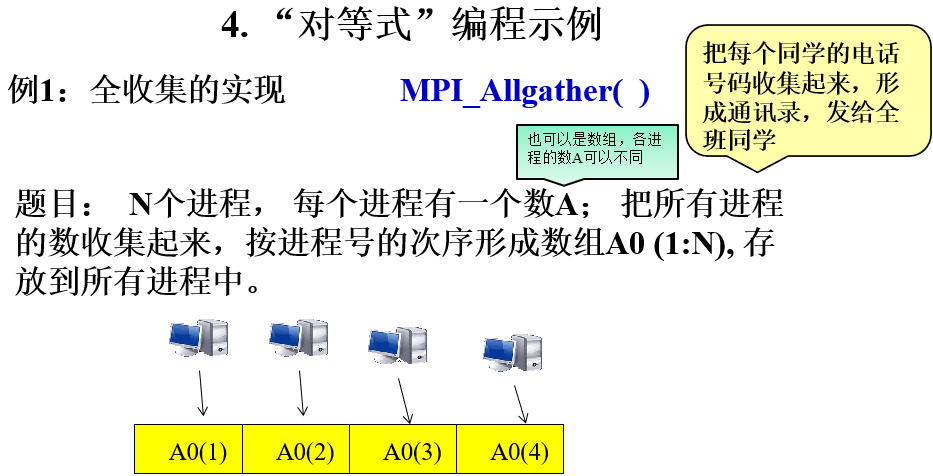 4. “对等式”编程示例
例1：全收集的实现 MPI_Allgather( )
把每个同学的电话
号码收集起来，形
成通讯录，发给全
班同学
也可以是数组，各进
程的数A可以不同
题目： N个进程， 每个进程有一个数A； 把所有进程
的数收集起来，按进程号的次序形成数组A0 (1:N), 存
放到所有进程中。
A0(1) A0(2) A0(3) A0(4)